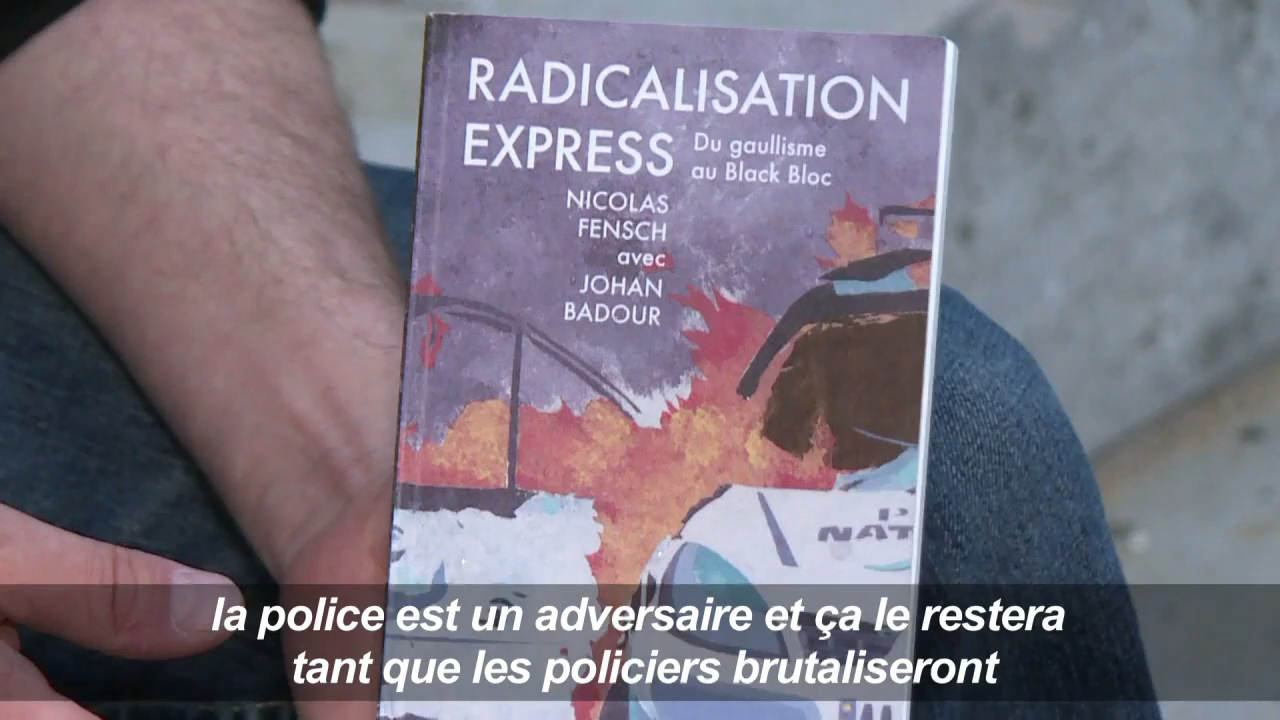 RADICALISATION
EXPRESS
Du gaullisme
au Black Bloc
NICOLAS
FENSCH
avec
JOHAN
BADOUR
P
NAT
la police est un adversaire et ça le restera
tant que les policiers brutaliseront